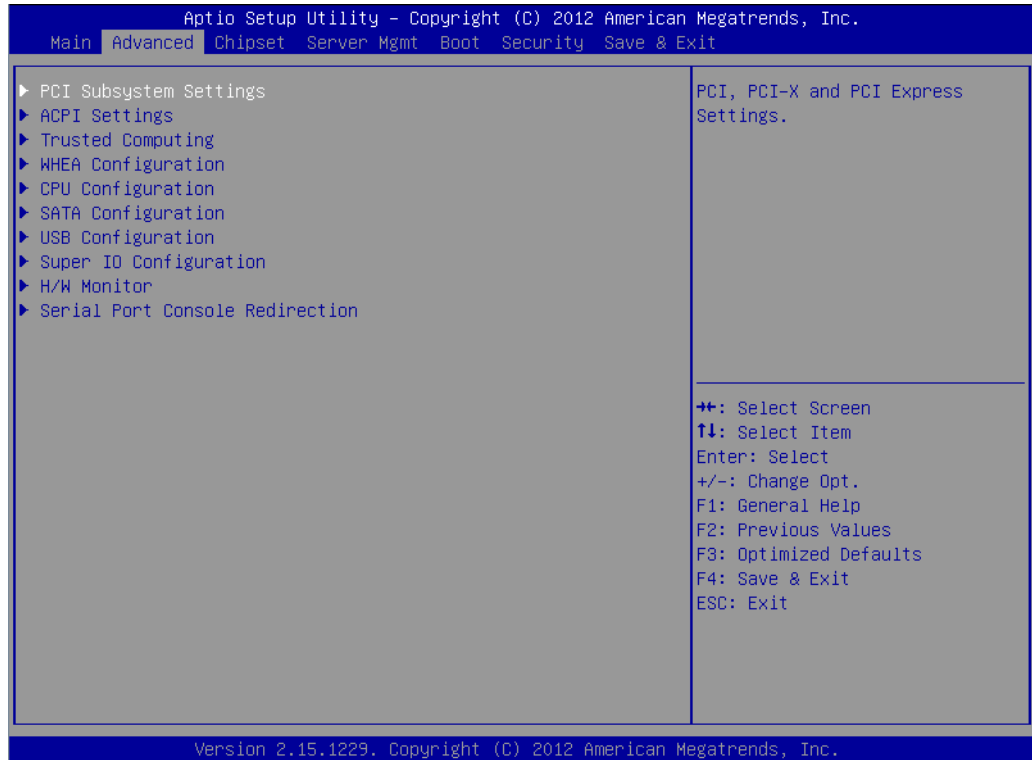 Aptio Setup Utility – Copyright (C) 2012 American Megatrends, Inc.
Main Advanced Chipset Server Mgmt Boot Security Save & Exit
▶ PCI Subsystem Settings
▶ ACPI Settings
▶ Trusted Computing
▶ WHEA Configuration
▶ CPU Configuration
▶ SATA Configuration
▶ USB Configuration
▶ Super IO Configuration
▶ H/W Monitor
▶ Serial Port Console Redirection
PCI, PCI-X and PCI Express
Settings.
→←: Select Screen
↑↓: Select Item
Enter: Select
+/-: Change Opt.
F1: General Help
F2: Previous Values
F3: Optimized Defaults
F4: Save & Exit
ESC: Exit
Version 2.15.1229. Copyright (C) 2012 American Megatrends, Inc.